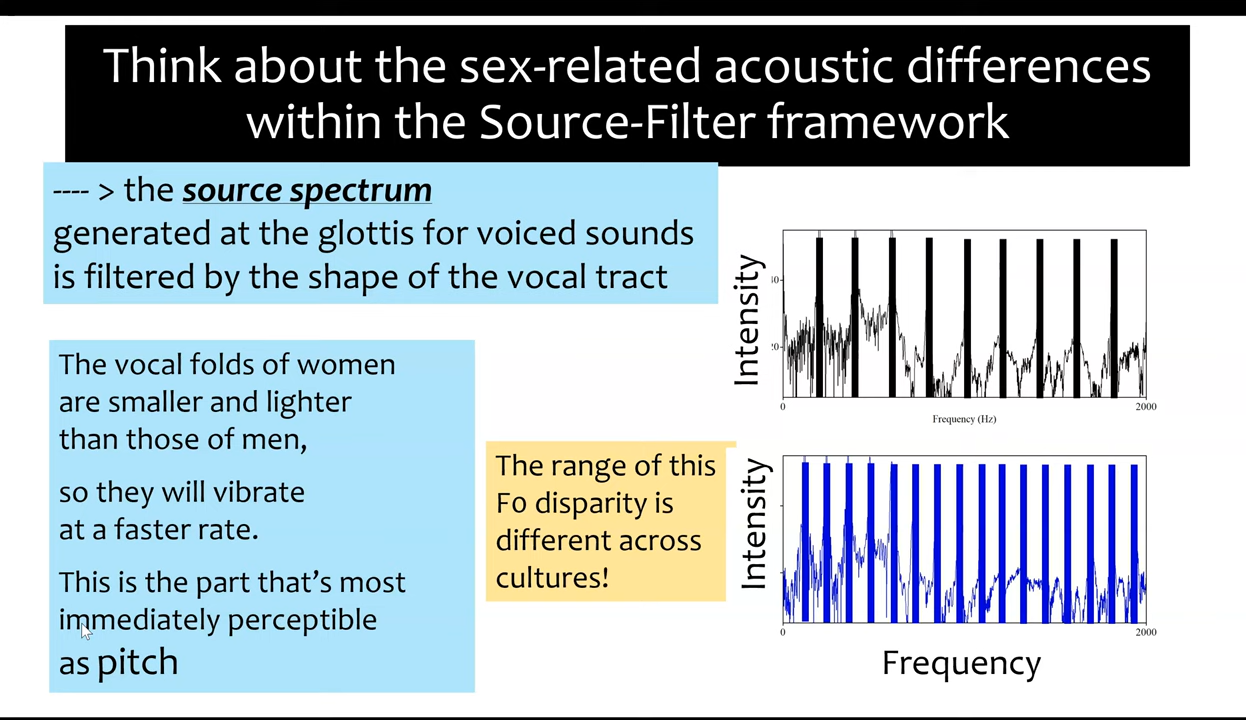 Think about the sex-related acoustic differences
within the Source-Filter framework
---- > the source spectrum
generated at the glottis for voiced sounds
is filtered by the shape of the vocal tract
The vocal folds of women
are smaller and lighter
than those of men,
so they will vibrate
at a faster rate.
This is the part that's most
immediately perceptible
as pitch
The range of this
F0 disparity is
different across
cultures!
Intensity
20
0
2000
Frequency (Hz)
Intensity
0
2000
Frequency